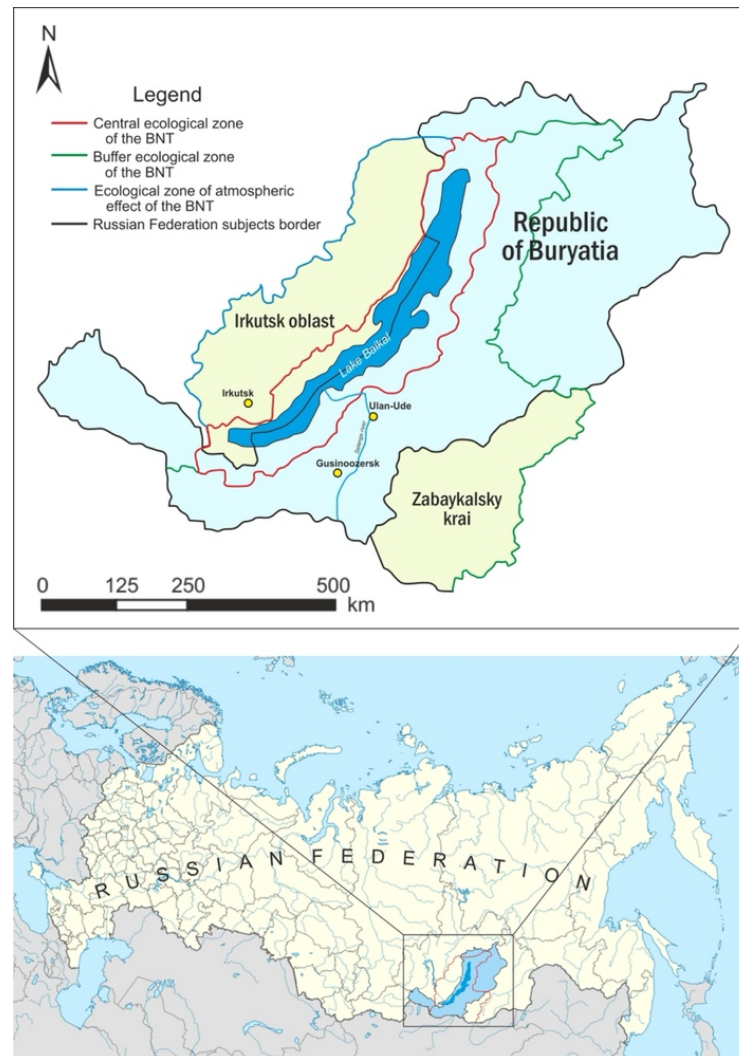 N
Legend
Central ecological zone
of the BNT
Buffer ecological zone
of the BNT
Ecological zone of atmospheric
effect of the BNT
Russian Federation subjects border
Republic
of Buryatia
Irkutsk oblast
Lake Baikal
Irkutsk
Ulan-Ude
Selenga river
Gusinoozersk
Zabaykalsky
krai
0 125 250 500
km
RUSSIAN FEDERATION